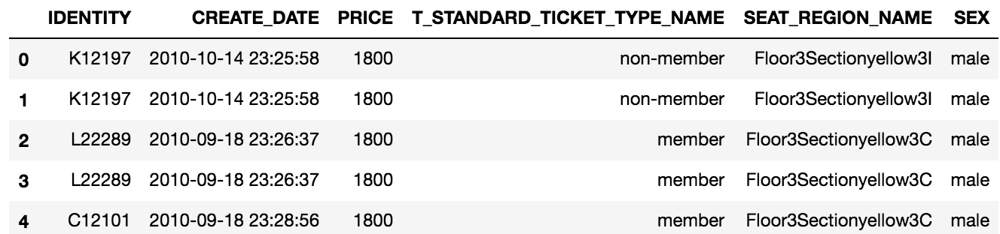 IDENTITY CREATE_DATE PRICE T_STANDARD_TICKET_TYPE_NAME SEAT_REGION_NAME SEX
0 K12197 2010-10-14 23:25:58 1800 non-member Floor3Sectionyellow3I male
1 K12197 2010-10-14 23:25:58 1800 non-member Floor3Sectionyellow3I male
2 L22289 2010-09-18 23:26:37 1800 member Floor3Sectionyellow3C male
3 L22289 2010-09-18 23:26:37 1800 member Floor3Sectionyellow3C male
4 C12101 2010-09-18 23:28:56 1800 member Floor3Sectionyellow3C male